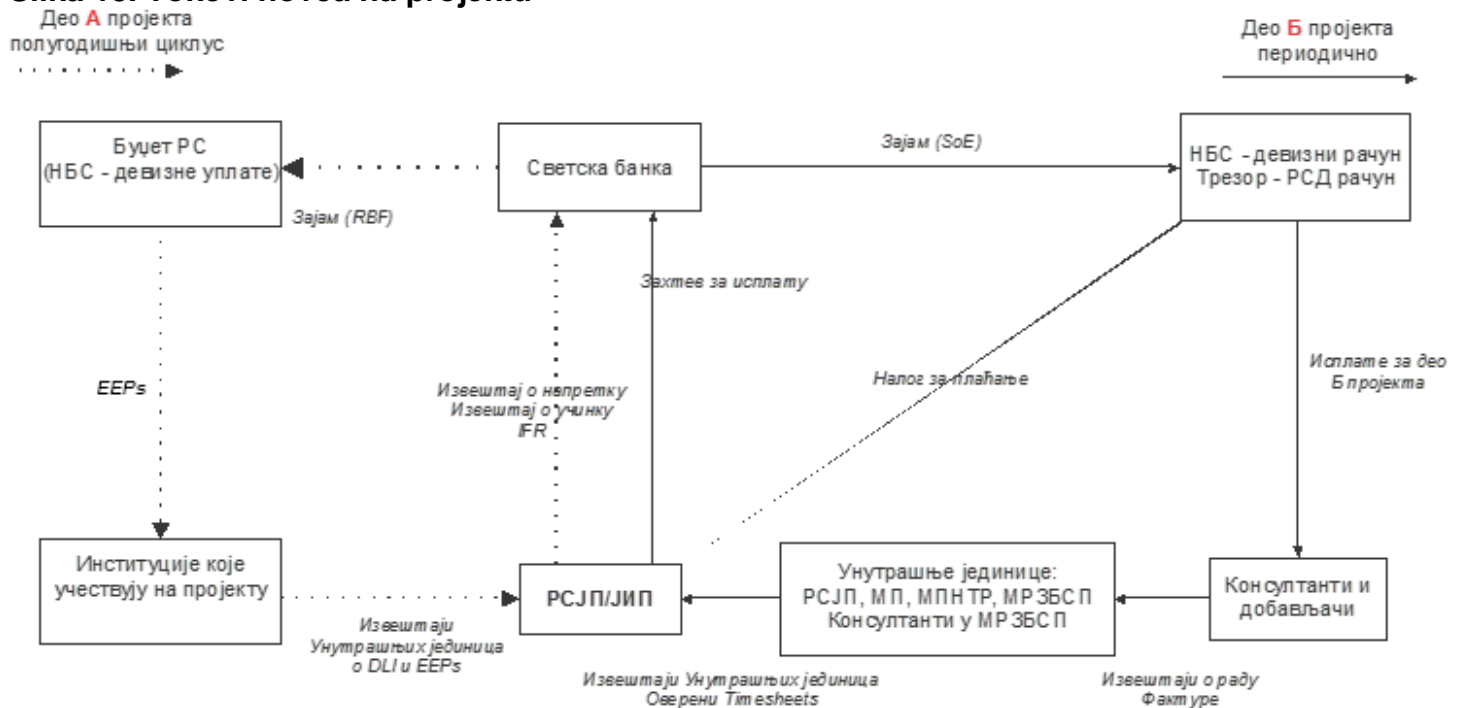 Део А пројекта
полугодишњи циклус
Део Б пројекта
периодично
Буџет РС
(НБС - девизне уплате)
Светска банка
Зајам (SoE)
НБС - девизни рачун
Трезор - РСД рачун
Зајам (RBF)
Захтев за исплату
EEPs
Извештај о напретку
Извештај о учинку
IFR
Налог за плаћање
Исплате за део
Б пројекта
Институције које
учествују на пројекту
РСЈП/ЈИП
Унутрашње јединице:
РСЈП, МП, МПНТР, МРЗБСП
Консултанти у МРЗБСП
Консултанти и
добављачи
Извештаји
Унутрашњих јединица
о DLI и EEPs
Извештаји Унутрашњих јединица
Оверени Timesheets
Извештаји о раду
Фактуре